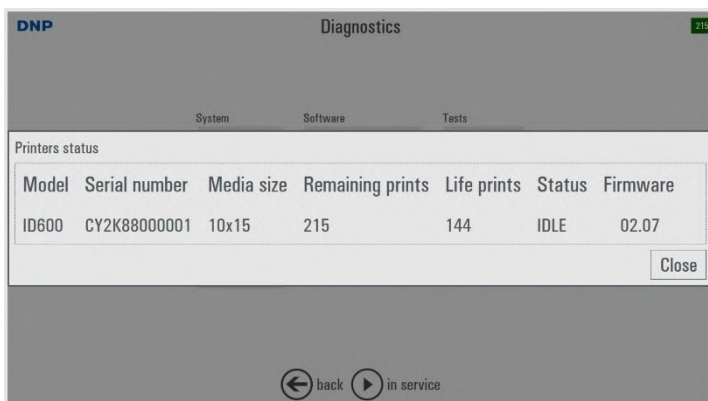 DNP Diagnostics 215
System Software Tests
Printers status
Model Serial number Media size Remaining prints Life prints Status Firmware
ID600 CY2K88000001 10x15 215 144 IDLE 02.07
Close
back in service